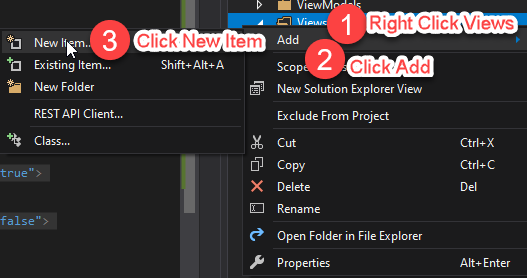 ViewModels
Views
1 Right Click Views
New Item...
3 Click New Item
Add
2 Click Add
Existing Item... Shift+Alt+A
New Folder
REST API Client...
Class...
Scope
New Solution Explorer View
Exclude From Project
Cut Ctrl+X
Copy Ctrl+C
Delete Del
Rename
Open Folder in File Explorer
Properties Alt+Enter
true">
false">